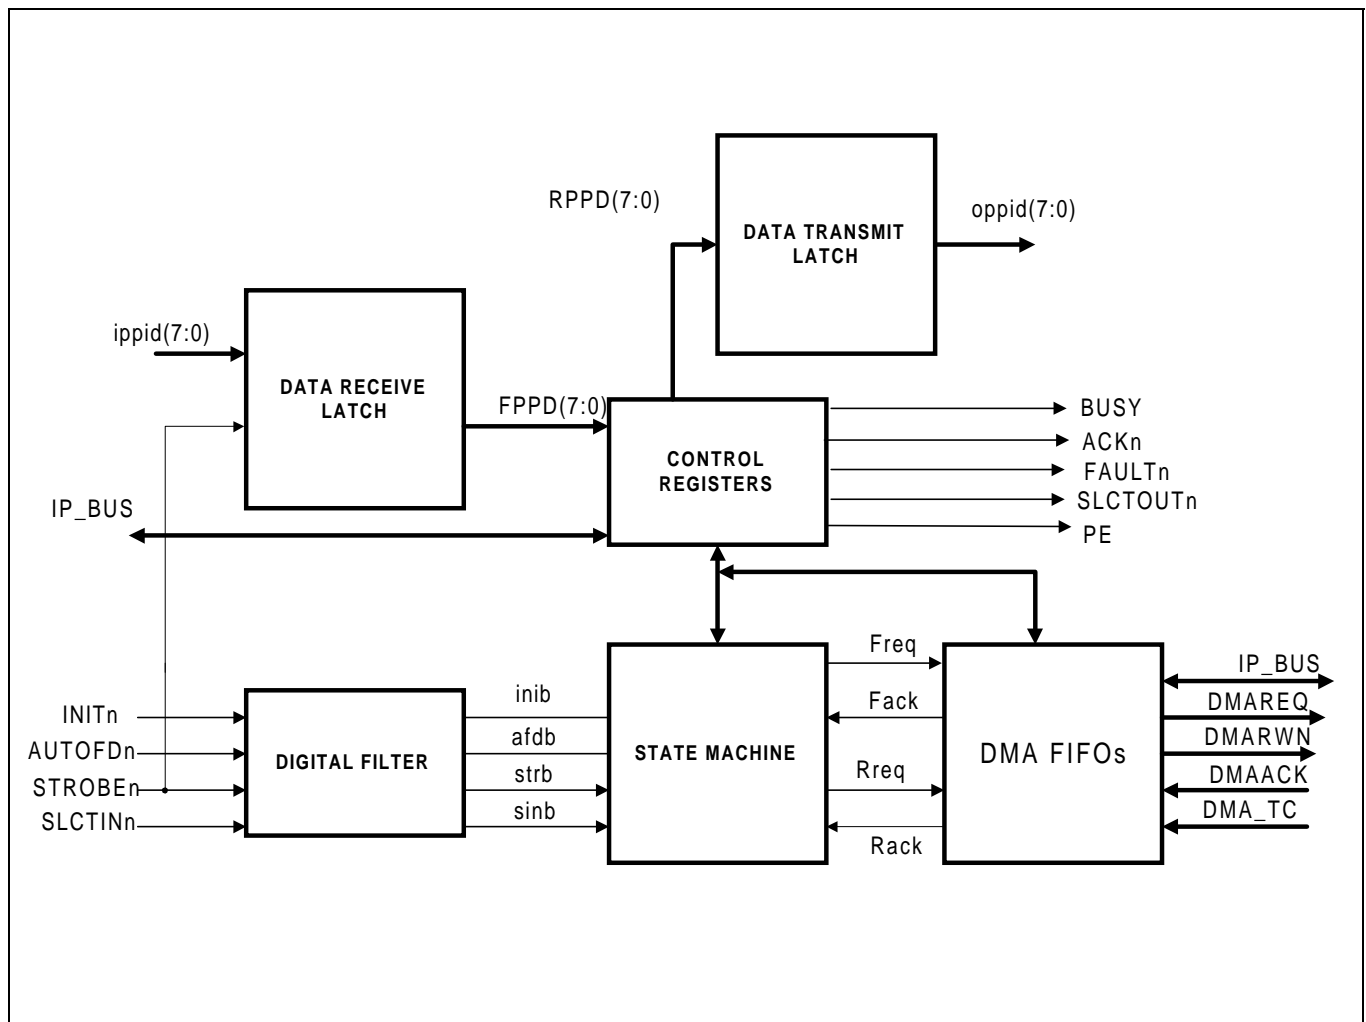 RPPD(7:0)
oppid(7:0)
DATA TRANSMIT
LATCH
ippid(7:0)
DATA RECEIVE
LATCH
FPPD(7:0)
BUSY
ACKn
FAULTn
SLCTOUTn
PE
CONTROL
REGISTERS
IP_BUS
INITn
AUTOFDn
STROBEn
SLCTINn
DIGITAL FILTER
inib
afdb
strb
sinb
STATE MACHINE
Freq
Fack
Rreq
Rack
DMA FIFOs
IP_BUS
DMAREQ
DMARWN
DMAACK
DMA_TC